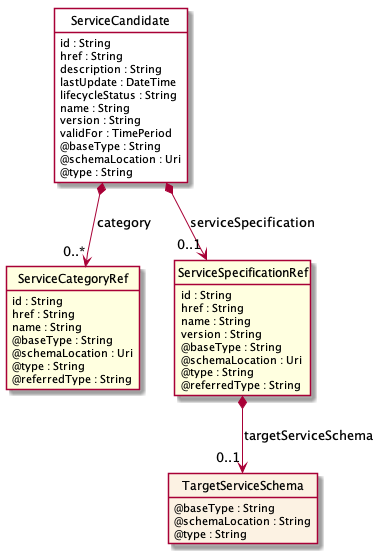 ServiceCandidate
id : String
href : String
description : String
lastUpdate : DateTime
lifecycleStatus : String
name : String
version : String
validFor : TimePeriod
@baseType : String
@schemaLocation : Uri
@type : String
category
serviceSpecification
0..*
0..1
ServiceCategoryRef
id : String
href : String
name : String
@baseType : String
@schemaLocation : Uri
@type : String
@referredType : String
ServiceSpecificationRef
id : String
href : String
name : String
version : String
@baseType : String
@schemaLocation : Uri
@type : String
@referredType : String
targetServiceSchema
0..1
TargetServiceSchema
@baseType : String
@schemaLocation : String
@type : String